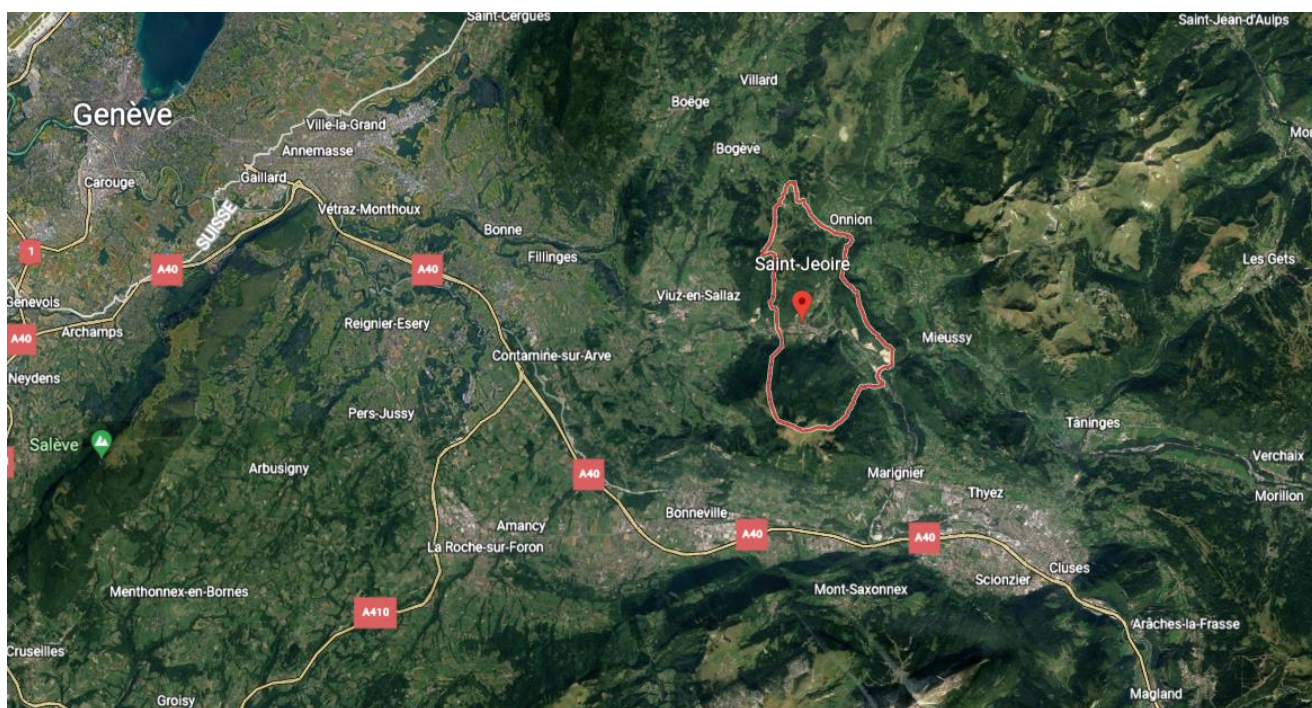 Saint-Cergues
Saint-Jean-d'Aulps
Villard
Boëge
Genève
Ville-la-Grand
Annemasse
Bogève
Carouge
Gaillard
Vétraz-Monthoux
Onnion
SUISSE
Bonne
Fillinges
1
A40
A40
Saint-Jeoire
Les Gets
Viuz-en-Sallaz
Genevois
Archamps
Reignier-Esery
A40
Mieussy
Contamine-sur-Arve
Neydens
Pers-Jussy
Taninges
Salève
Arbusigny
A40
Marignier
Verchaix
Thyez
Morillon
Bonneville
Amancy
A40
A40
La Roche-sur-Foron
Cluses
Scionzier
Menthonnex-en-Bornes
Mont-Saxonnex
A410
Arâches-la-Frasse
Cruseilles
Groisy
Magland